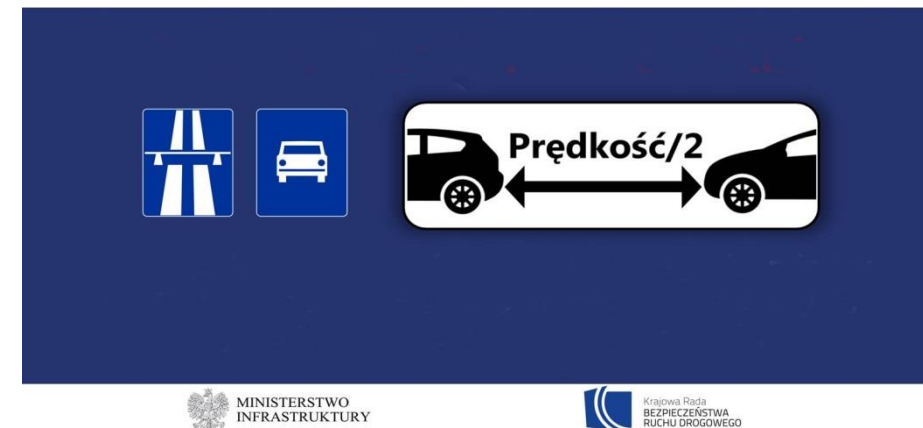 Prędkość/2
MINISTERSTWO
INFRASTRUKTURY
Krajowa Rada
BEZPIECZEŃSTWA
RUCHU DROGOWEGO